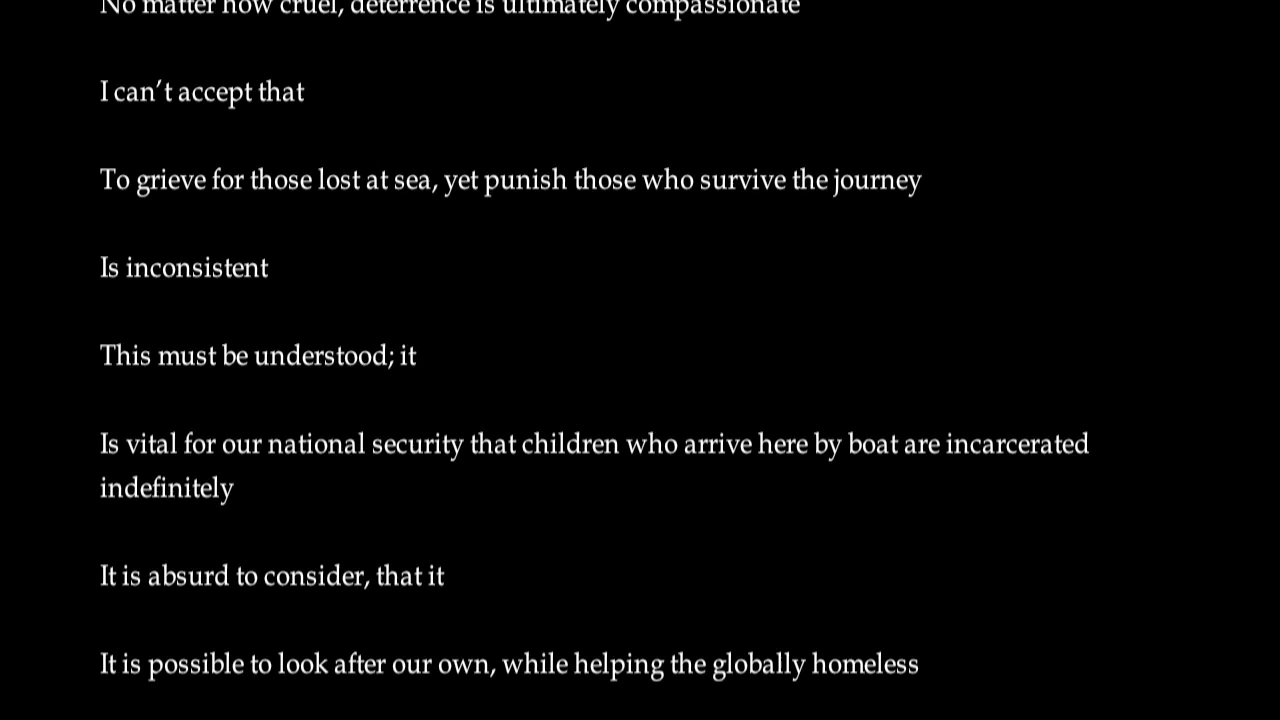 No matter how cruel, deterrence is ultimately compassionate
I can’t accept that
To grieve for those lost at sea, yet punish those who survive the journey
Is inconsistent
This must be understood; it
Is vital for our national security that children who arrive here by boat are incarcerated
indefinitely
It is absurd to consider, that it
It is possible to look after our own, while helping the globally homeless